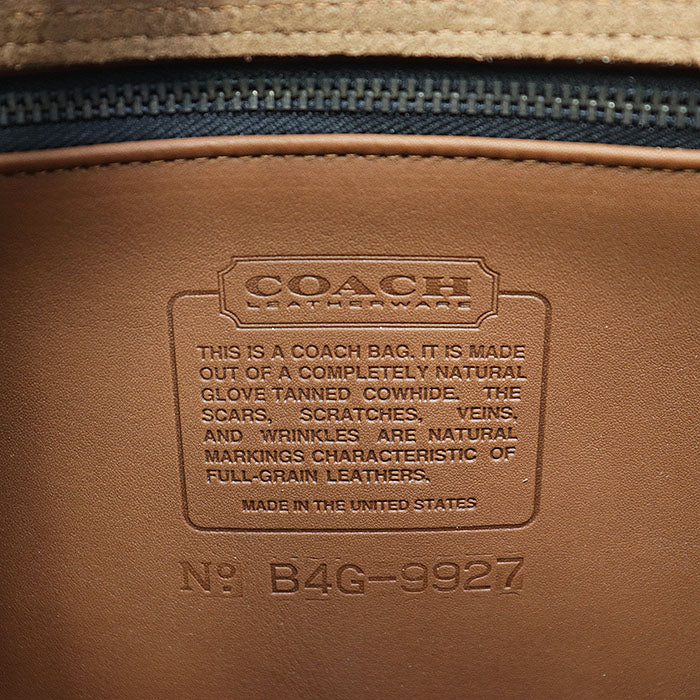 COACH
LEATHERWARE
THIS IS A COACH BAG. IT IS MADE
OUT OF A COMPLETELY NATURAL
GLOVE TANNED COWHIDE. THE
SCARS, SCRATCHES, VEINS.
AND WRINKLES ARE NATURAL
MARKINGS CHARACTERISTIC OF
FULL-GRAIN LEATHERS.
MADE IN THE UNITED STATES
No. B4G-9927